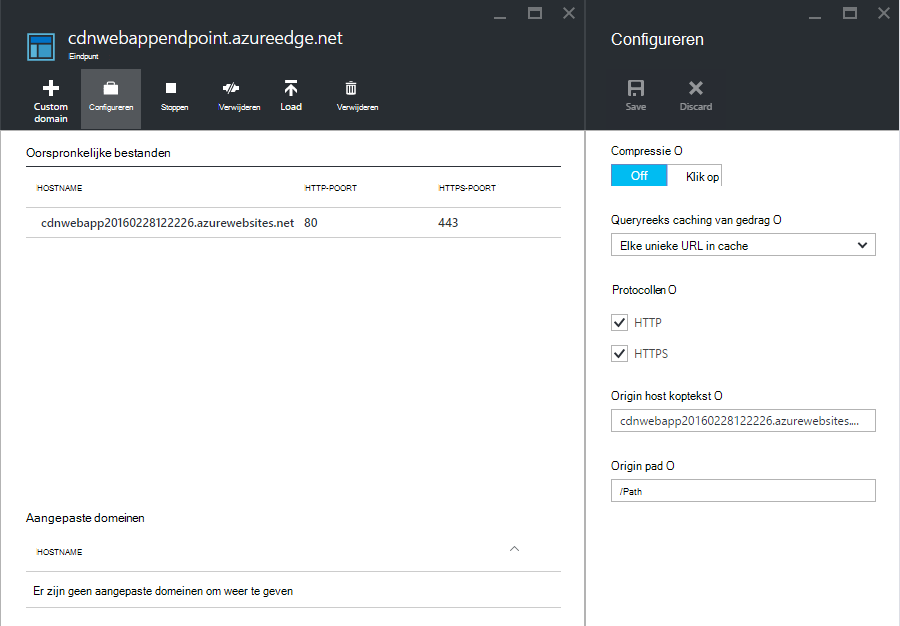 cdnwebappendpoint.azureedge.net
Eindpunt
Custom domain
Configureren
Stoppen
Verwijderen
Load
Verwijderen
Oorspronkelijke bestanden
HOSTNAME HTTP-POORT HTTPS-POORT
cdnwebapp20160228122226.azurewebsites.net 80 443
Aangepaste domeinen
HOSTNAME
Er zijn geen aangepaste domeinen om weer te geven
Configureren
Save
Discard
Compressie O
Off Klik op
Queryreeks caching van gedrag O
Elke unieke URL in cache
Protocollen O
HTTP
HTTPS
Origin host koptekst O
cdnwebapp20160228122226.azurewebsites....
Origin pad O
/Path